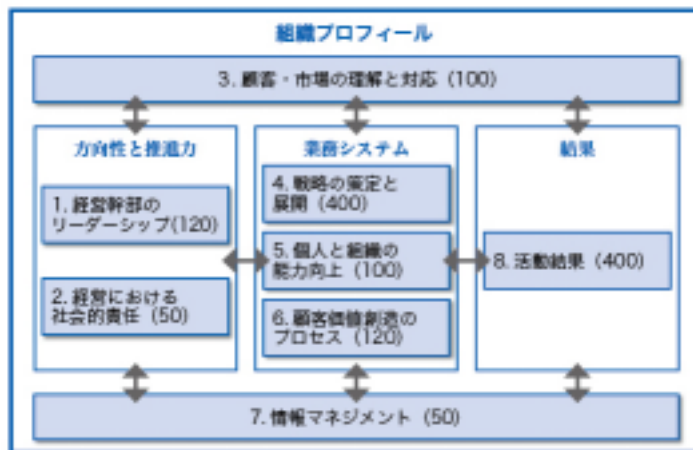 組織プロフィール
3. 顧客・市場の理解と対応（100）
方向性と推進力
1. 経営幹部の
リーダーシップ(120)
2. 経営における
社会的責任（50）
業務システム
4. 戦略の策定と
展開（400）
5. 個人と組織の
能力向上（100）
6. 顧客価値創造の
プロセス（120）
結果
8. 活動結果（400）
7. 情報マネジメント（50）